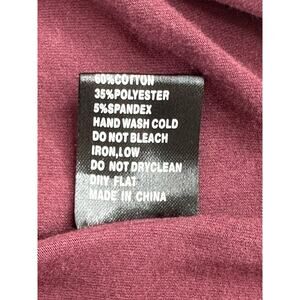 60%COTTON
35%POLYESTER
5%SPANDEX
HAND WASH COLD
DO NOT BLEACH
IRON,LOW
DO NOT DRYCLEAN
DRY FLAT
MADE IN CHINA